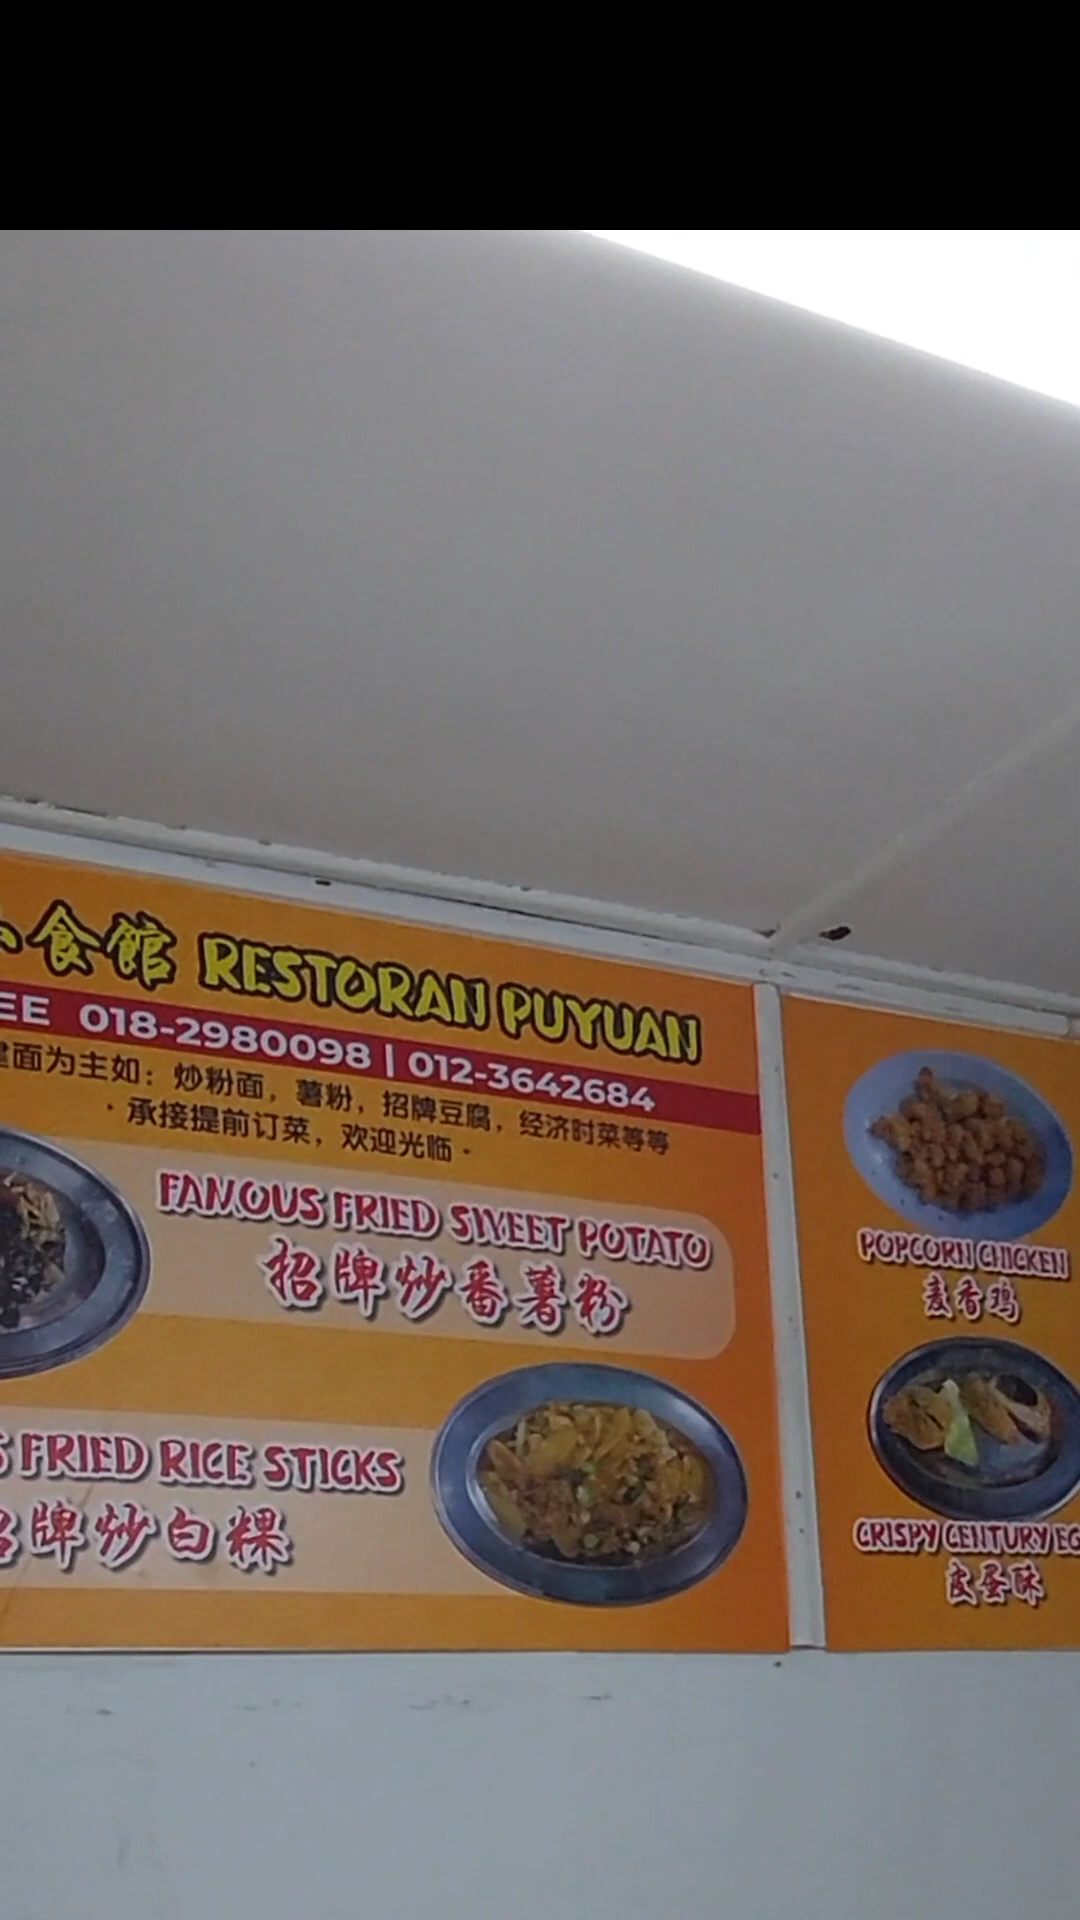 食館 RESTORAN PUYUAN
EE 018-2980098 | 012-3642684
面为主如：炒粉面，薯粉，招牌豆腐，经济时菜等等
· 承接提前订菜，欢迎光临 ·
FAMOUS FRIED SWEET POTATO
招牌炒番薯粉
S FRIED RICE STICKS
招牌炒白粿
POPCORN CHICKEN
麦香鸡
CRISPY CENTURY EG
皮蛋酥